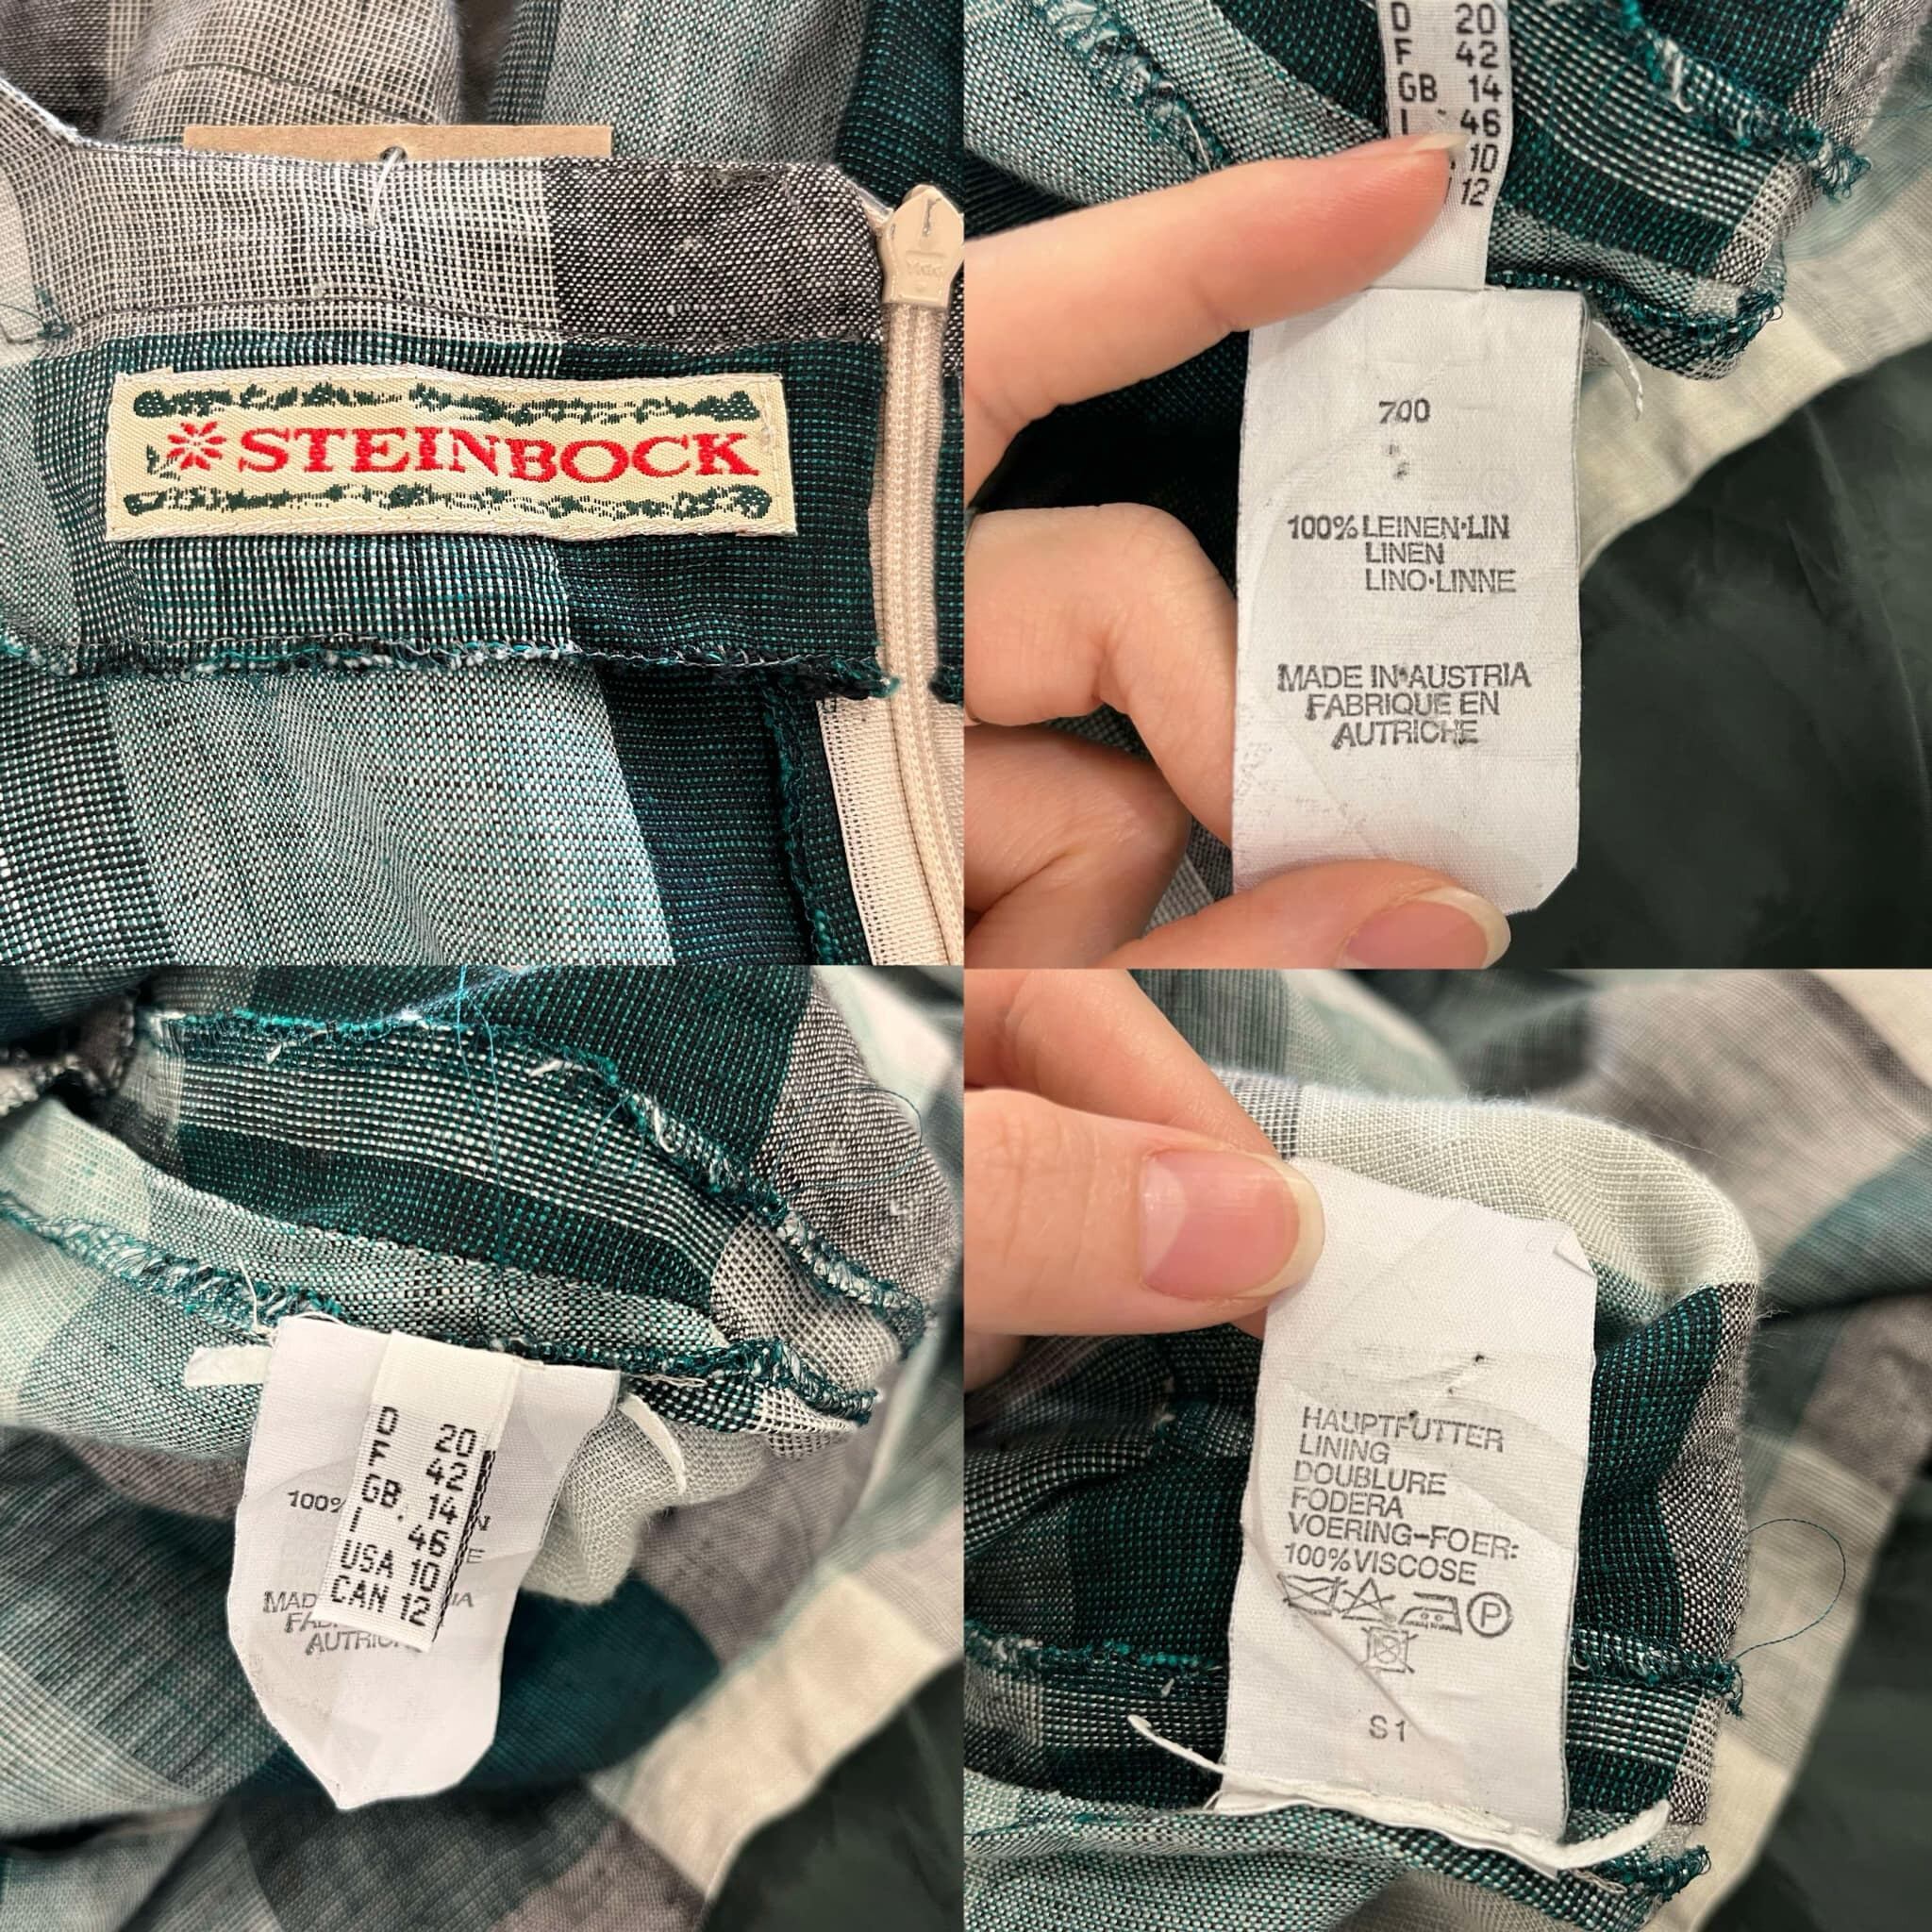 STEINBOCK
D 20
F 42
GB 14
I 46
10
12
700
100% LEINEN·LIN
LINEN
LINO·LINNE
MADE IN AUSTRIA
FABRIQUE EN
AUTRICHE
D 20
F 42
GB 14
I 46
USA 10
CAN 12
100%
HAUPTFUTTER
LINING
DOUBLURE
FODERA
VOERING-FOER:
100% VISCOSE
P
S1